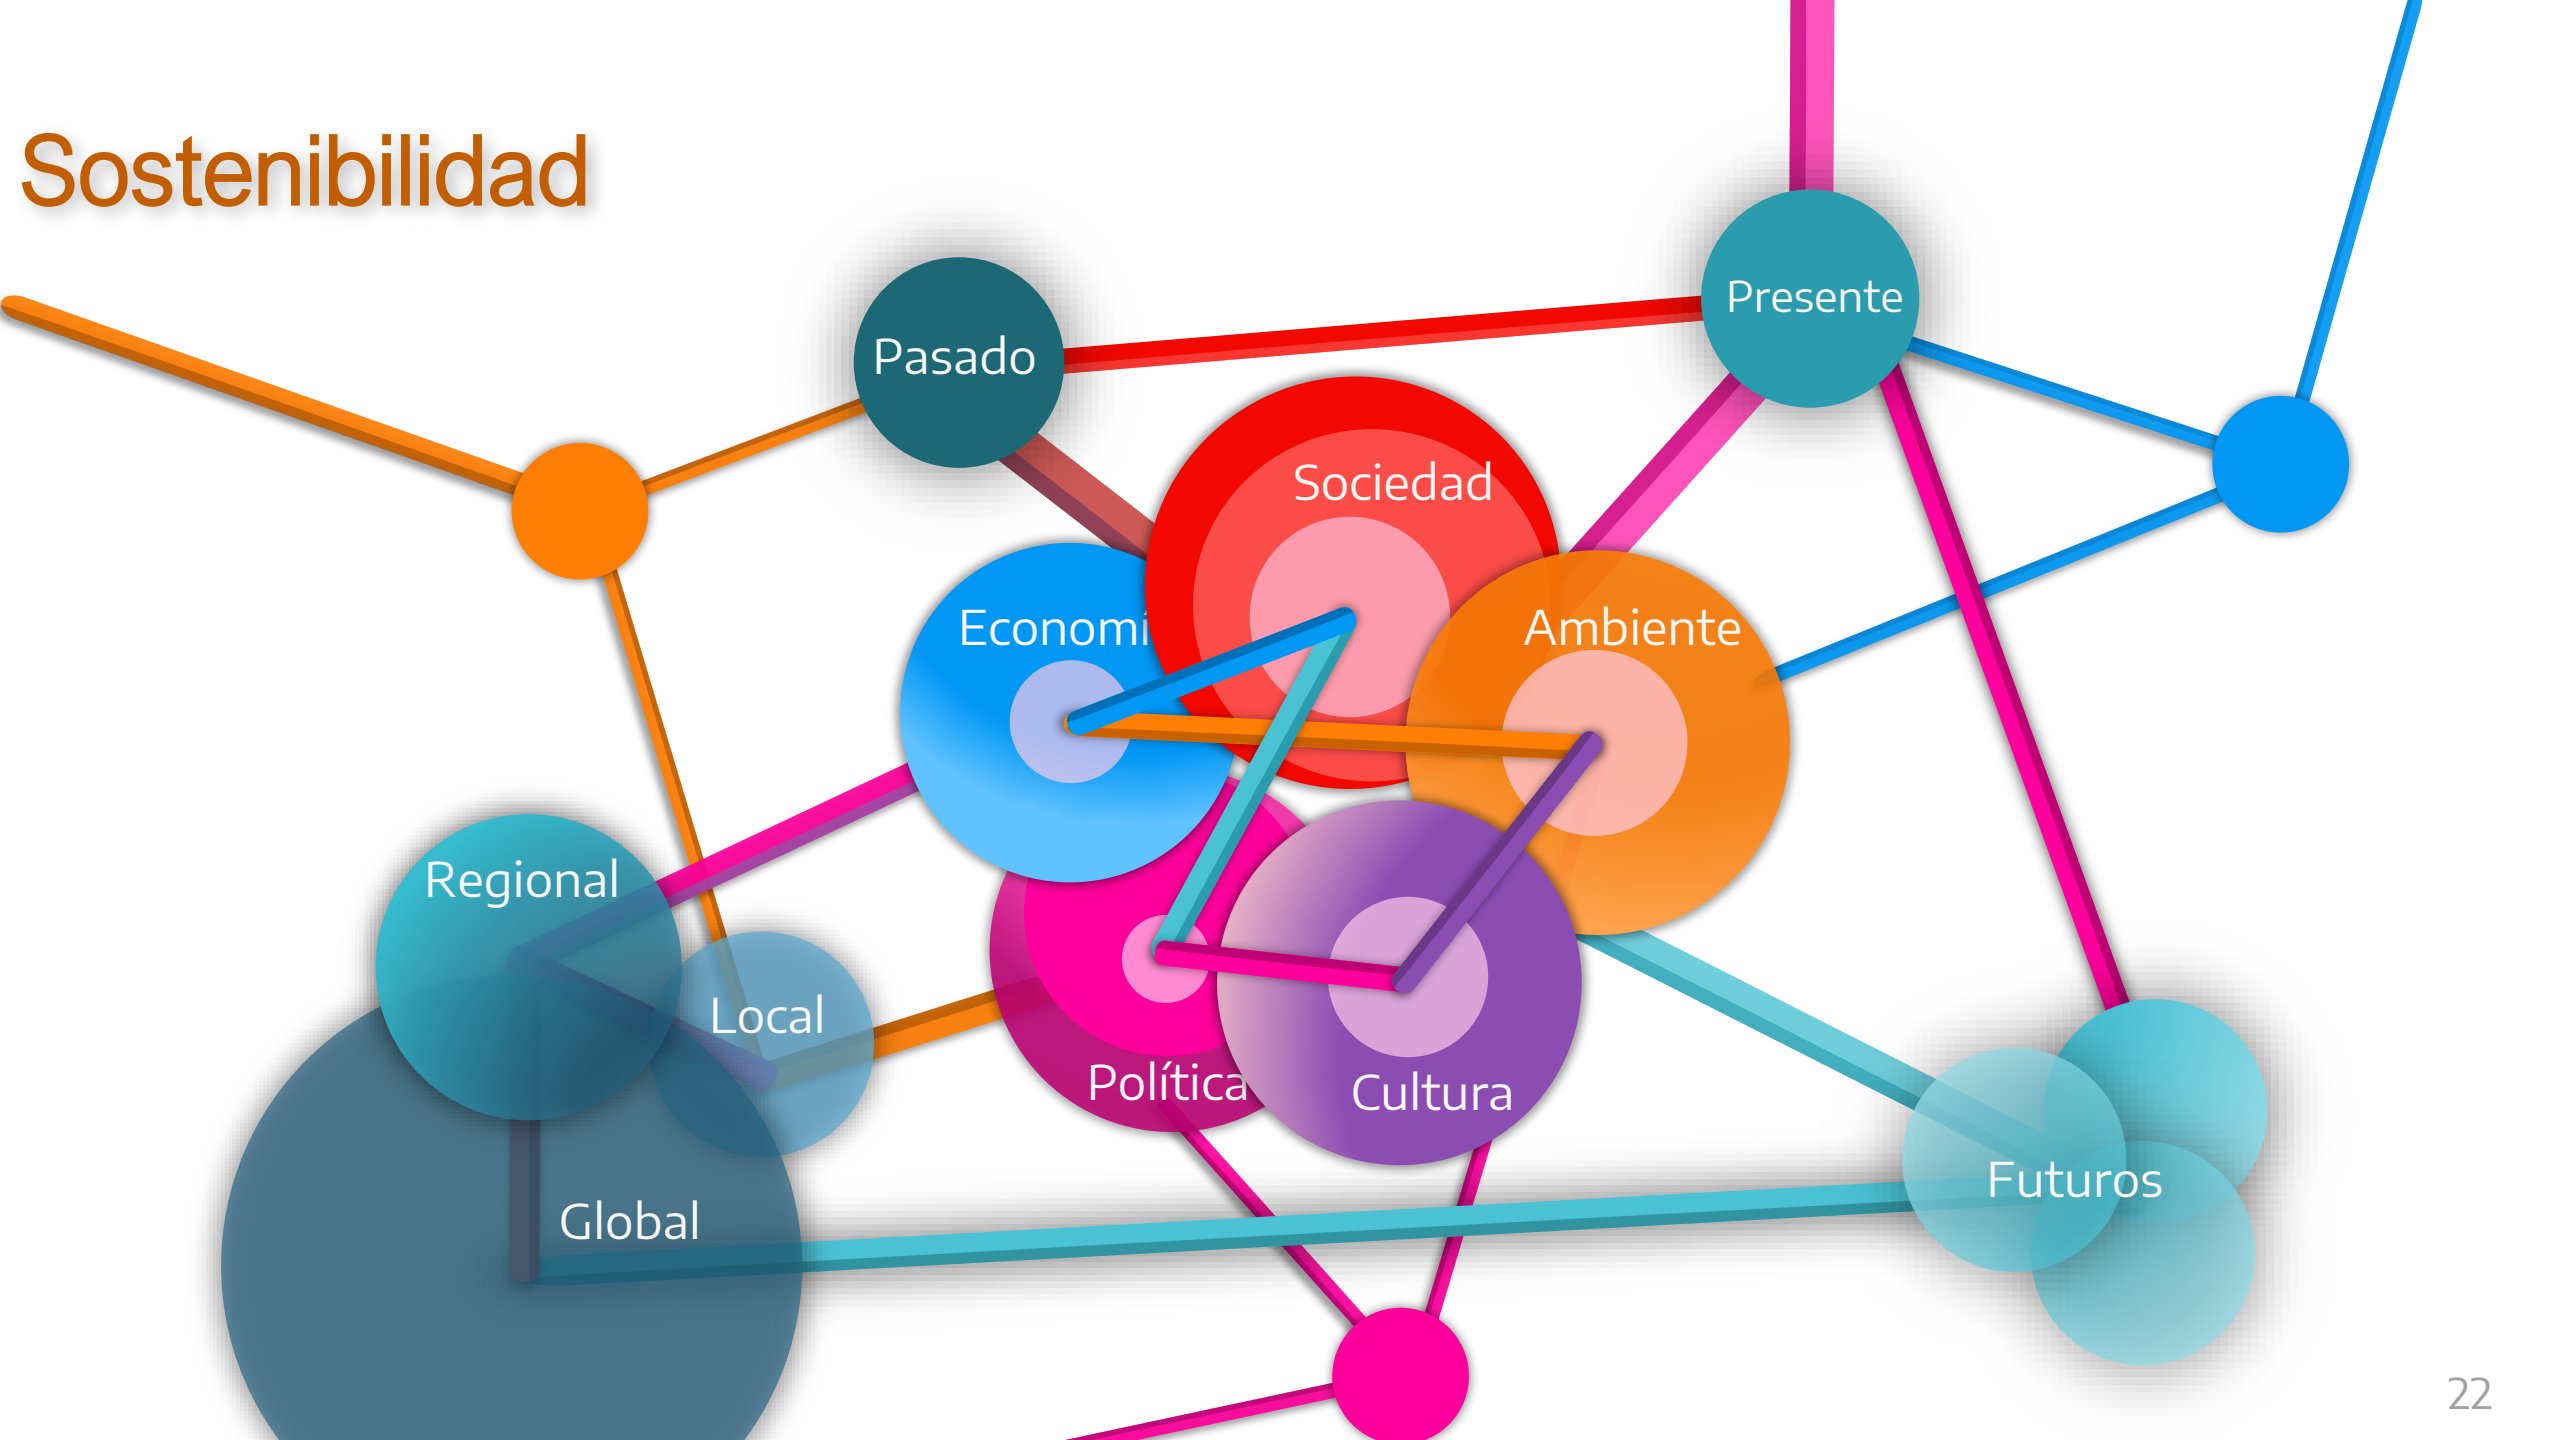 Sostenibilidad
Pasado
Presente
Sociedad
Economí
Ambiente
Regional
Local
Política
Cultura
Global
Futuros
22